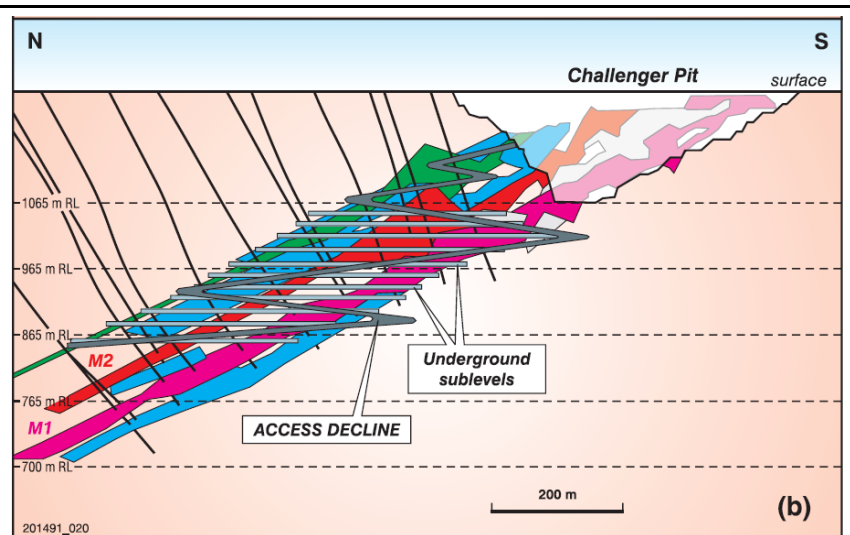 N
S
Challenger Pit
surface
1065 m RL
965 m RL
865 m RL
M2
Underground
sublevels
765 m RL
M1
ACCESS DECLINE
700 m RL
200 m
(b)
201491_020